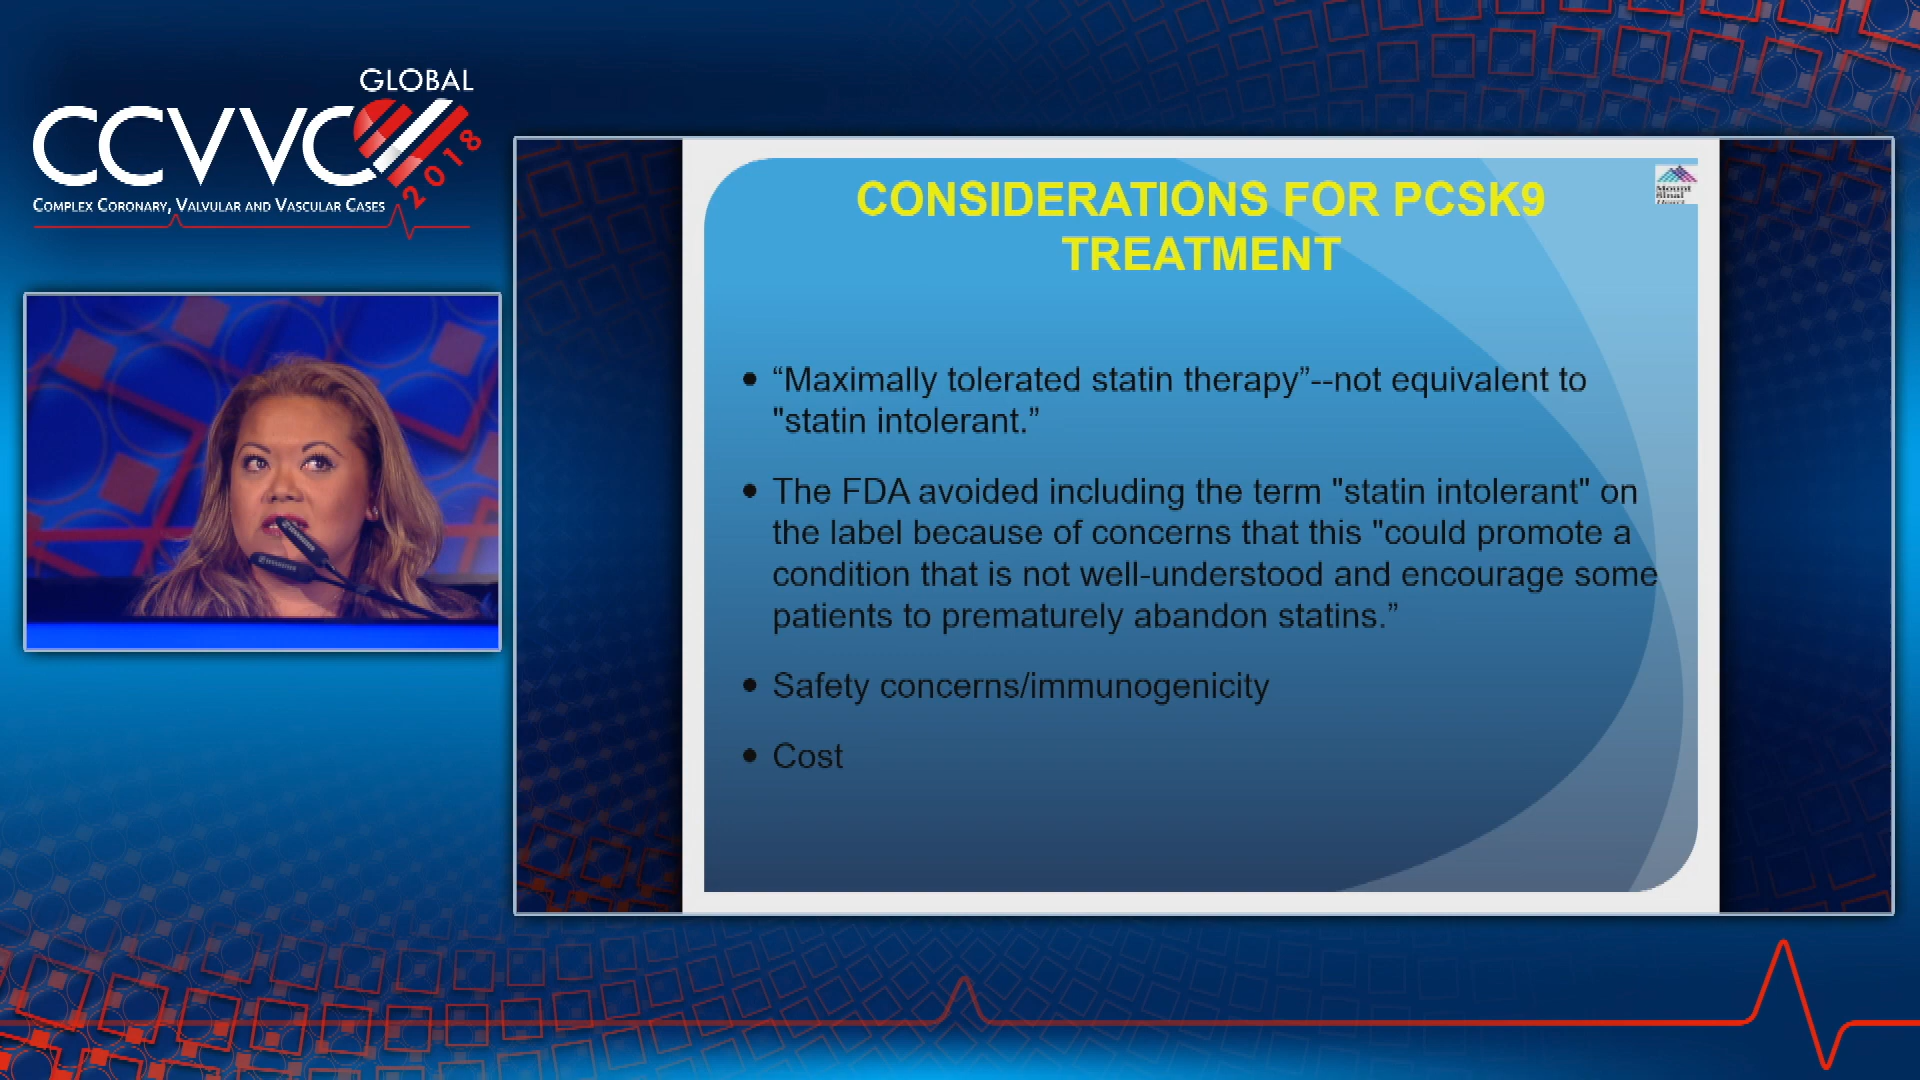 GLOBAL
CCVVC
2018
COMPLEX CORONARY, VALVULAR AND VASCULAR CASES
CONSIDERATIONS FOR PCSK9
TREATMENT
Mount
Sinai
Heart
• “Maximally tolerated statin therapy”--not equivalent to
"statin intolerant.”
• The FDA avoided including the term "statin intolerant" on
the label because of concerns that this "could promote a
condition that is not well-understood and encourage some
patients to prematurely abandon statins.”
• Safety concerns/immunogenicity
• Cost